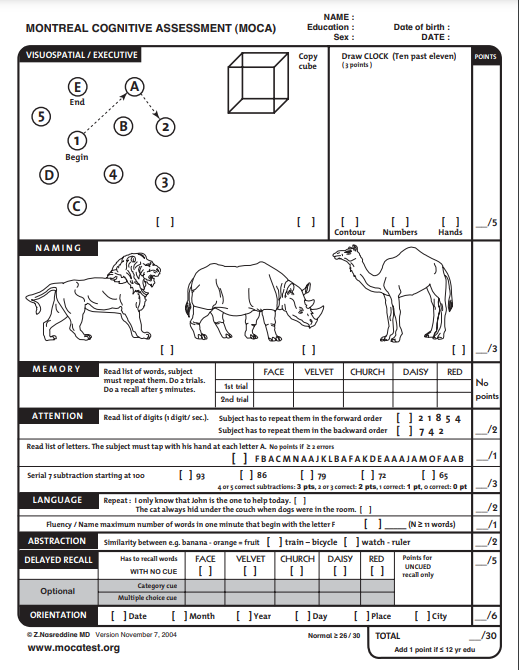 MONTREAL COGNITIVE ASSESSMENT (MOCA)
NAME :
Education :
Sex :
Date of birth :
DATE :
VISUOSPATIAL / EXECUTIVE
E
End
A
5
B
2
1
Begin
D
4
3
C
[ ]
Copy
cube
[ ]
Draw CLOCK (Ten past eleven)
(3 points)
[ ] [ ] [ ]
Contour Numbers Hands
POINTS
__/5
NAMING
[ ] [ ] [ ]
__/3
MEMORY
Read list of words, subject
must repeat them. Do 2 trials.
Do a recall after 5 minutes.
FACE VELVET CHURCH DAISY RED
1st trial
2nd trial
No
points
ATTENTION
Read list of digits (1 digit/ sec.).
Subject has to repeat them in the forward order [ ] 2 1 8 5 4
Subject has to repeat them in the backward order [ ] 7 4 2
__/2
Read list of letters. The subject must tap with his hand at each letter A. No points if ≥ 2 errors
[ ] F B A C M N A A J K L B A F A K D E A A A J A M O F A A B
__/1
Serial 7 subtraction starting at 100 [ ] 93 [ ] 86 [ ] 79 [ ] 72 [ ] 65
4 or 5 correct subtractions: 3 pts, 2 or 3 correct: 2 pts, 1 correct: 1 pt, 0 correct: 0 pt
__/3
LANGUAGE
Repeat : I only know that John is the one to help today. [ ]
The cat always hid under the couch when dogs were in the room. [ ]
__/2
Fluency / Name maximum number of words in one minute that begin with the letter F [ ] ____ (N ≥ 11 words)
__/1
ABSTRACTION
Similarity between e.g. banana - orange = fruit [ ] train – bicycle [ ] watch - ruler
__/2
DELAYED RECALL
Has to recall words
WITH NO CUE
FACE VELVET CHURCH DAISY RED
[ ] [ ] [ ] [ ] [ ]
Points for
UNCUED
recall only
__/5
Optional
Category cue
Multiple choice cue
ORIENTATION
[ ] Date [ ] Month [ ] Year [ ] Day [ ] Place [ ] City
__/6
© Z.Nasreddine MD Version November 7, 2004
www.mocatest.org
Normal ≥ 26 / 30
TOTAL
__/30
Add 1 point if ≤ 12 yr edu